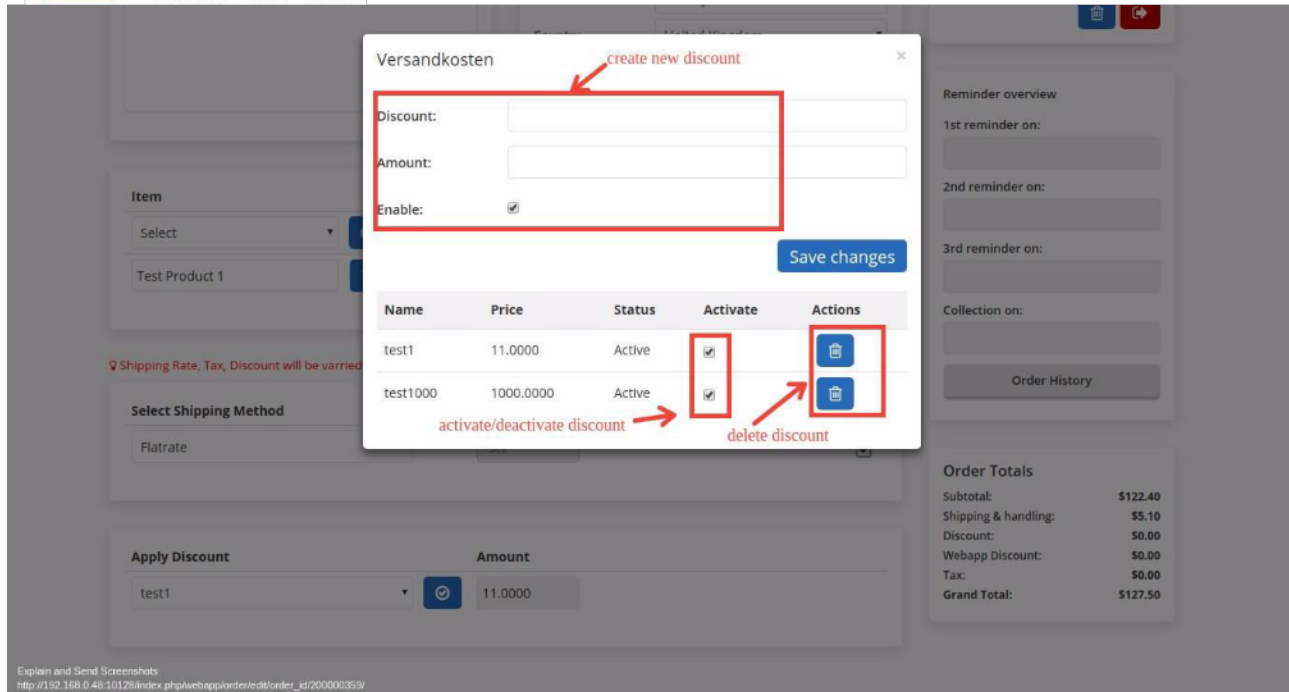 Country:
United Kingdom
Versandkosten
×
create new discount
Discount:
Amount:
Enable:
Save changes
Name Price Status Activate Actions
test1 11.0000 Active
test1000 1000.0000 Active
activate/deactivate discount
delete discount
Item
Select
Test Product 1
Shipping Rate, Tax, Discount will be varried
Select Shipping Method
Flatrate
Apply Discount Amount
test1 11.0000
Reminder overview
1st reminder on:
2nd reminder on:
3rd reminder on:
Collection on:
Order History
Order Totals
Subtotal: $122.40
Shipping & handling: $5.10
Discount: $0.00
Webapp Discount: $0.00
Tax: $0.00
Grand Total: $127.50
Explain and Send Screenshots
http://192.168.0.48:10128/index.php/webapp/order/edit/order_id/200000359/